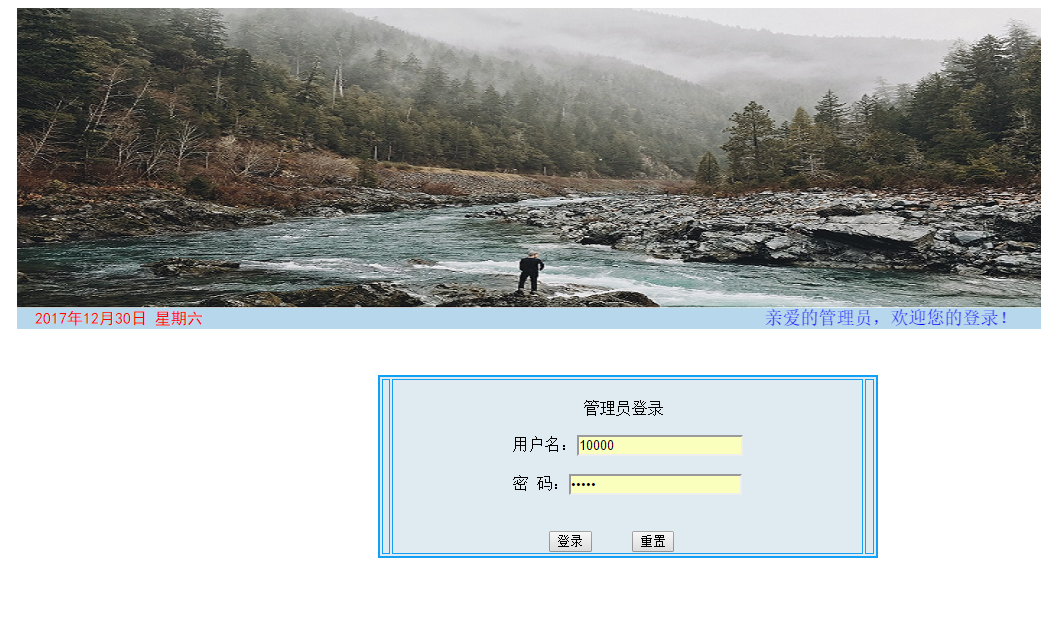 2017年12月30日 星期六
亲爱的管理员，欢迎您的登录！
管理员登录
用户名：10000
密 码：•••••
登录 重置